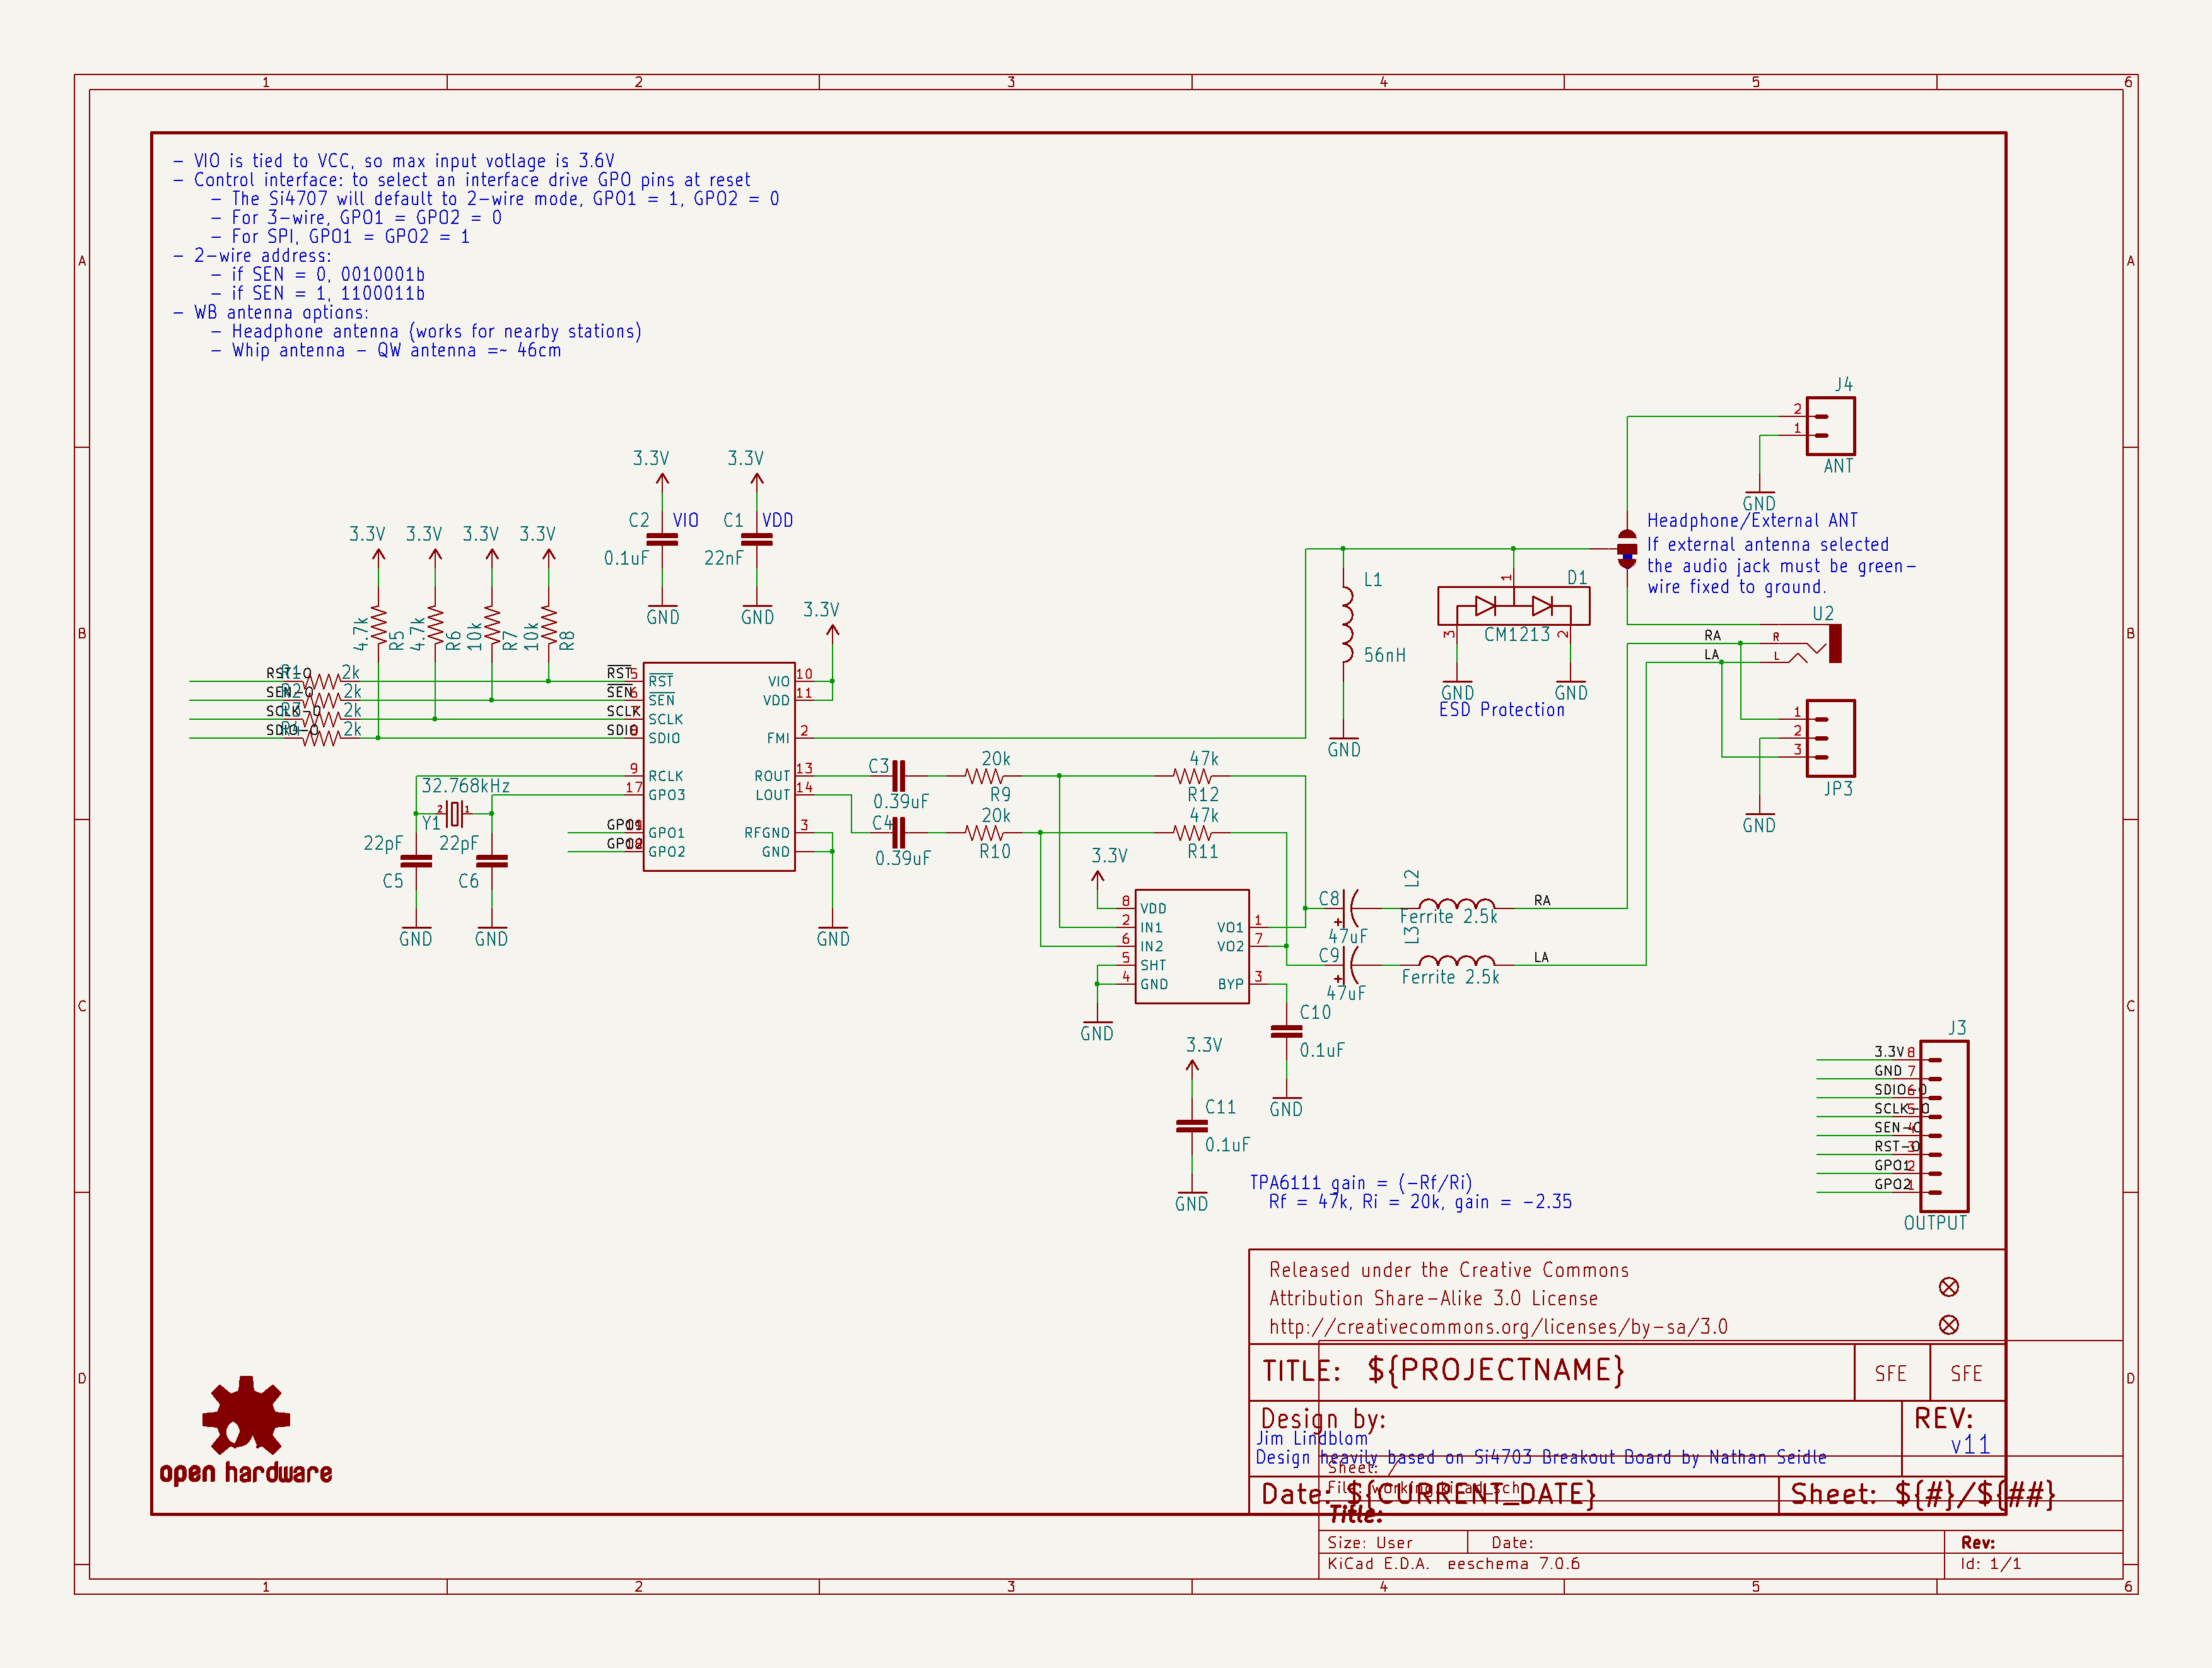 1 2 3 4 5 6
A A
B B
C C
D D
– VIO is tied to VCC, so max input votlage is 3.6V
– Control interface: to select an interface drive GPO pins at reset
– The Si4707 will default to 2-wire mode, GPO1 = 1, GPO2 = 0
– For 3-wire, GPO1 = GPO2 = 0
– For SPI, GPO1 = GPO2 = 1
– 2-wire address:
– if SEN = 0, 0010001b
– if SEN = 1, 1100011b
– WB antenna options:
– Headphone antenna (works for nearby stations)
– Whip antenna – QW antenna =~ 46cm
J4
2
1
ANT
GND
Headphone/External ANT
If external antenna selected
the audio jack must be green-
wire fixed to ground.
3.3V 3.3V
C2 VIO C1 VDD
0.1uF 22nF
GND GND
3.3V 3.3V 3.3V 3.3V
4.7k R5 4.7k R6 10k R7 10k R8
3.3V
RST-O R1 2k
SEN-O R2 2k
SCLK-O R3 2k
SDIO-O R4 2k
RST 5 RST
SEN 6 SEN
SCLK 7 SCLK
SDIO 8 SDIO
9 RCLK
17 GPO3
GPO1 19 GPO1
GPO2 18 GPO2
VIO 10
VDD 11
FMI 2
ROUT 13
LOUT 14
RFGND 3
GND
GND
32.768kHz
2 1
Y1
22pF 22pF
C5 C6
GND GND
L1
56nH
GND
1
D1
CM1213
3 2
GND GND
ESD Protection
U2
RA R
LA L
1
2
3
JP3
GND
C3
0.39uF
C4
0.39uF
20k
R9
20k
R10
47k
R12
47k
R11
3.3V
8 VDD
2 IN1
6 IN2
5 SHT
4 GND
VO1 1
VO2 7
BYP 3
GND
C8
47uF
C9
47uF
L2
Ferrite 2.5k
L3
Ferrite 2.5k
RA
LA
C10
0.1uF
GND
3.3V
C11
0.1uF
GND
TPA6111 gain = (-Rf/Ri)
Rf = 47k, Ri = 20k, gain = -2.35
J3
3.3V 8
GND 7
SDIO-O 6
SCLK-O 5
SEN-O 4
RST-O 3
GPO1 2
GPO2 1
OUTPUT
Released under the Creative Commons
Attribution Share-Alike 3.0 License
http://creativecommons.org/licenses/by-sa/3.0
TITLE: ${PROJECTNAME}
SFE SFE
Design by:
Jim Lindblom
Design heavily based on Si4703 Breakout Board by Nathan Seidle
REV:
v11
Sheet: /
File: working.kicad_sch
Date: ${CURRENT_DATE}
Sheet: ${#}/${##}
Title:
Size: User Date: Rev:
KiCad E.D.A. eeschema 7.0.6 Id: 1/1
open hardware
1 2 3 4 5 6